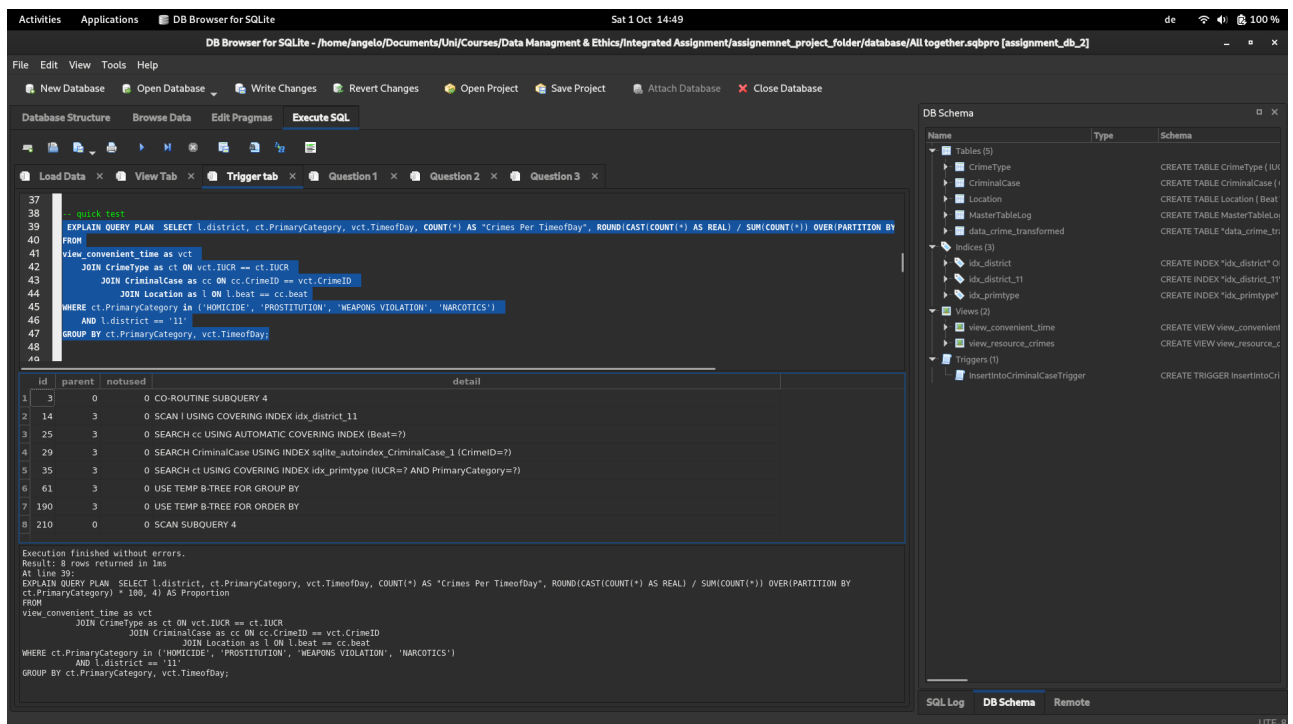 Activities Applications DB Browser for SQLite Sat 1 Oct 14:49 de 100 %
DB Browser for SQLite - /home/angelo/Documents/Uni/Courses/Data Managment & Ethics/Integrated Assignment/assignemnet_project_folder/database/All together.sqbpro [assignment_db_2]
File Edit View Tools Help
New Database Open Database Write Changes Revert Changes Open Project Save Project Attach Database Close Database
Database Structure Browse Data Edit Pragmas Execute SQL
Load Data View Tab Trigger tab Question 1 Question 2 Question 3
37
38 -- quick test
39 EXPLAIN QUERY PLAN SELECT l.district, ct.PrimaryCategory, vct.TimeofDay, COUNT(*) AS "Crimes Per TimeofDay", ROUND(CAST(COUNT(*) AS REAL) / SUM(COUNT(*)) OVER(PARTITION BY
40 FROM
41 view_convenient_time as vct
42 JOIN CrimeType as ct ON vct.IUCR == ct.IUCR
43 JOIN CriminalCase as cc ON cc.CrimeID == vct.CrimeID
44 JOIN Location as l ON l.beat == cc.beat
45 WHERE ct.PrimaryCategory in ('HOMICIDE', 'PROSTITUTION', 'WEAPONS VIOLATION', 'NARCOTICS')
46 AND l.district == '11'
47 GROUP BY ct.PrimaryCategory, vct.TimeofDay;
48
49
id parent notused detail
1 3 0 0 CO-ROUTINE SUBQUERY 4
2 14 3 0 SCAN l USING COVERING INDEX idx_district_11
3 25 3 0 SEARCH cc USING AUTOMATIC COVERING INDEX (Beat=?)
4 29 3 0 SEARCH CriminalCase USING INDEX sqlite_autoindex_CriminalCase_1 (CrimeID=?)
5 35 3 0 SEARCH ct USING COVERING INDEX idx_primtype (IUCR=? AND PrimaryCategory=?)
6 61 3 0 USE TEMP B-TREE FOR GROUP BY
7 190 3 0 USE TEMP B-TREE FOR ORDER BY
8 210 0 0 SCAN SUBQUERY 4
Execution finished without errors.
Result: 8 rows returned in 1ms
At line 39:
EXPLAIN QUERY PLAN SELECT l.district, ct.PrimaryCategory, vct.TimeofDay, COUNT(*) AS "Crimes Per TimeofDay", ROUND(CAST(COUNT(*) AS REAL) / SUM(COUNT(*)) OVER(PARTITION BY
ct.PrimaryCategory) * 100, 4) AS Proportion
FROM
view_convenient_time as vct
JOIN CrimeType as ct ON vct.IUCR == ct.IUCR
JOIN CriminalCase as cc ON cc.CrimeID == vct.CrimeID
JOIN Location as l ON l.beat == cc.beat
WHERE ct.PrimaryCategory in ('HOMICIDE', 'PROSTITUTION', 'WEAPONS VIOLATION', 'NARCOTICS')
AND l.district == '11'
GROUP BY ct.PrimaryCategory, vct.TimeofDay;
DB Schema
Name Type Schema
Tables (5)
CrimeType CREATE TABLE CrimeType ( IUC
CriminalCase CREATE TABLE CriminalCase (
Location CREATE TABLE Location ( Beat
MasterTableLog CREATE TABLE MasterTableLo
data_crime_transformed CREATE TABLE "data_crime_tr
Indices (3)
idx_district CREATE INDEX "idx_district" O
idx_district_11 CREATE INDEX "idx_district_11"
idx_primtype CREATE INDEX "idx_primtype"
Views (2)
view_convenient_time CREATE VIEW view_convenient
view_resource_crimes CREATE VIEW view_resource_c
Triggers (1)
InsertIntoCriminalCaseTrigger CREATE TRIGGER InsertIntoCri
SQL Log DB Schema Remote
UTF-8